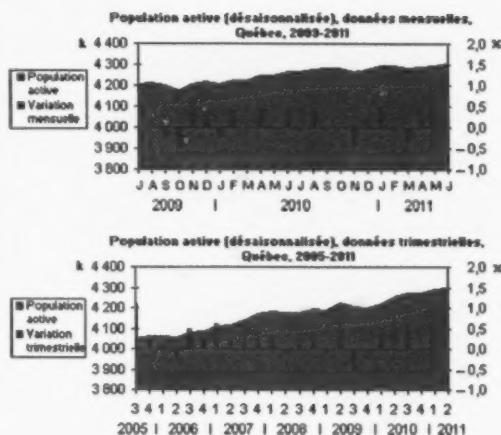 Population active (désaisonnalisée), données mensuelles,
Québec, 2009-2011
k
%
4 400
4 300
4 200
4 100
4 000
3 900
3 800
2,0
1,5
1,0
0,5
0,0
-0,5
-1,0
Population
active
Variation
mensuelle
J A S O N D J F M A M J J A S O N D J F M A M J
2009 | 2010 | 2011
Population active (désaisonnalisée), données trimestrielles,
Québec, 2005-2011
k
%
4 400
4 300
4 200
4 100
4 000
3 900
3 800
2,0
1,5
1,0
0,5
0,0
-0,5
-1,0
Population
active
Variation
trimestrielle
3 4 1 2 3 4 1 2 3 4 1 2 3 4 1 2 3 4 1 2 3 4 1 2
2005 | 2006 | 2007 | 2008 | 2009 | 2010 | 2011